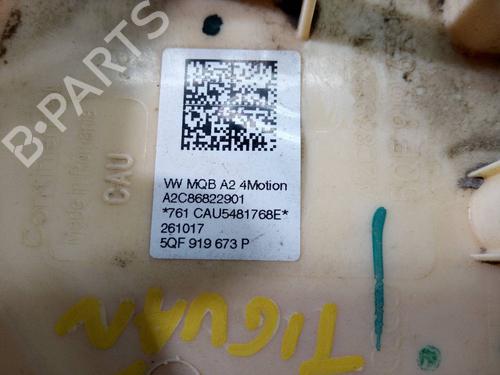 B-PARTS
VW MQB A2 4Motion
A2C86822901
*761 CAU5481768E*
261017
5QF 919 673 P
CAU
TIGUAN